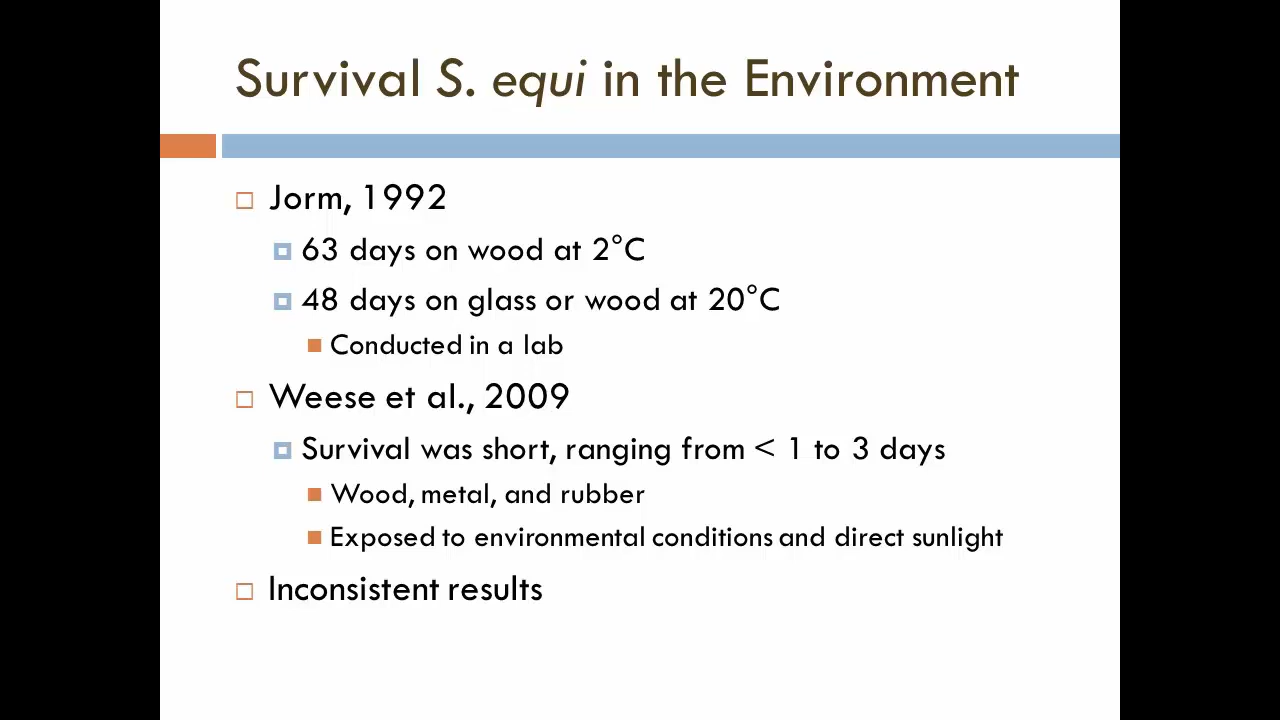 Survival S. equi in the Environment
Jorm, 1992
63 days on wood at 2°C
48 days on glass or wood at 20°C
Conducted in a lab
Weese et al., 2009
Survival was short, ranging from < 1 to 3 days
Wood, metal, and rubber
Exposed to environmental conditions and direct sunlight
Inconsistent results